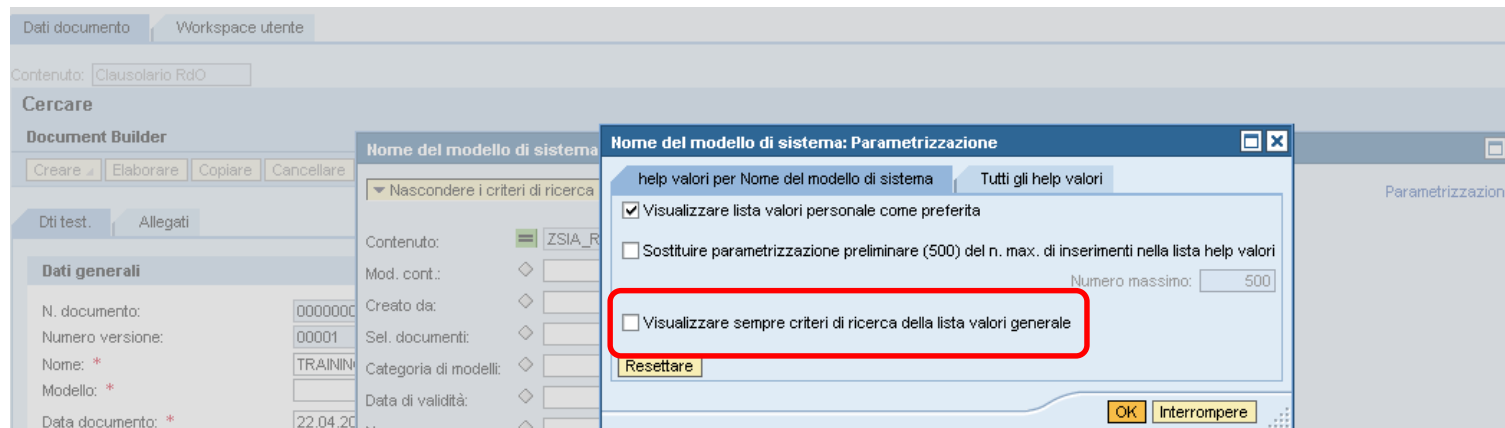 Dati documento Workspace utente
Contenuto: Clausolario RdO
Cercare
Document Builder
Creare Elaborare Copiare Cancellare
Dti test. Allegati
Dati generali
N. documento: 0000000
Numero versione: 00001
Nome: * TRAINING
Modello: *
Data documento: * 22.04.20
Nome del modello di sistema
Nascondere i criteri di ricerca
Contenuto: ZSIA_R
Mod. cont.:
Creato da:
Sel. documenti:
Categoria di modelli:
Data di validità:
Nome del modello di sistema: Parametrizzazione
help valori per Nome del modello di sistema Tutti gli help valori
Visualizzare lista valori personale come preferita
Sostituire parametrizzazione preliminare (500) del n. max. di inserimenti nella lista help valori
Numero massimo: 500
Visualizzare sempre criteri di ricerca della lista valori generale
Resettare
OK Interrompere
Parametrizzazion